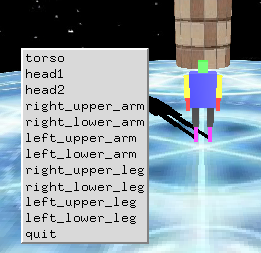 torso
head1
head2
right_upper_arm
right_lower_arm
left_upper_arm
left_lower_arm
right_upper_leg
right_lower_leg
left_upper_leg
left_lower_leg
quit